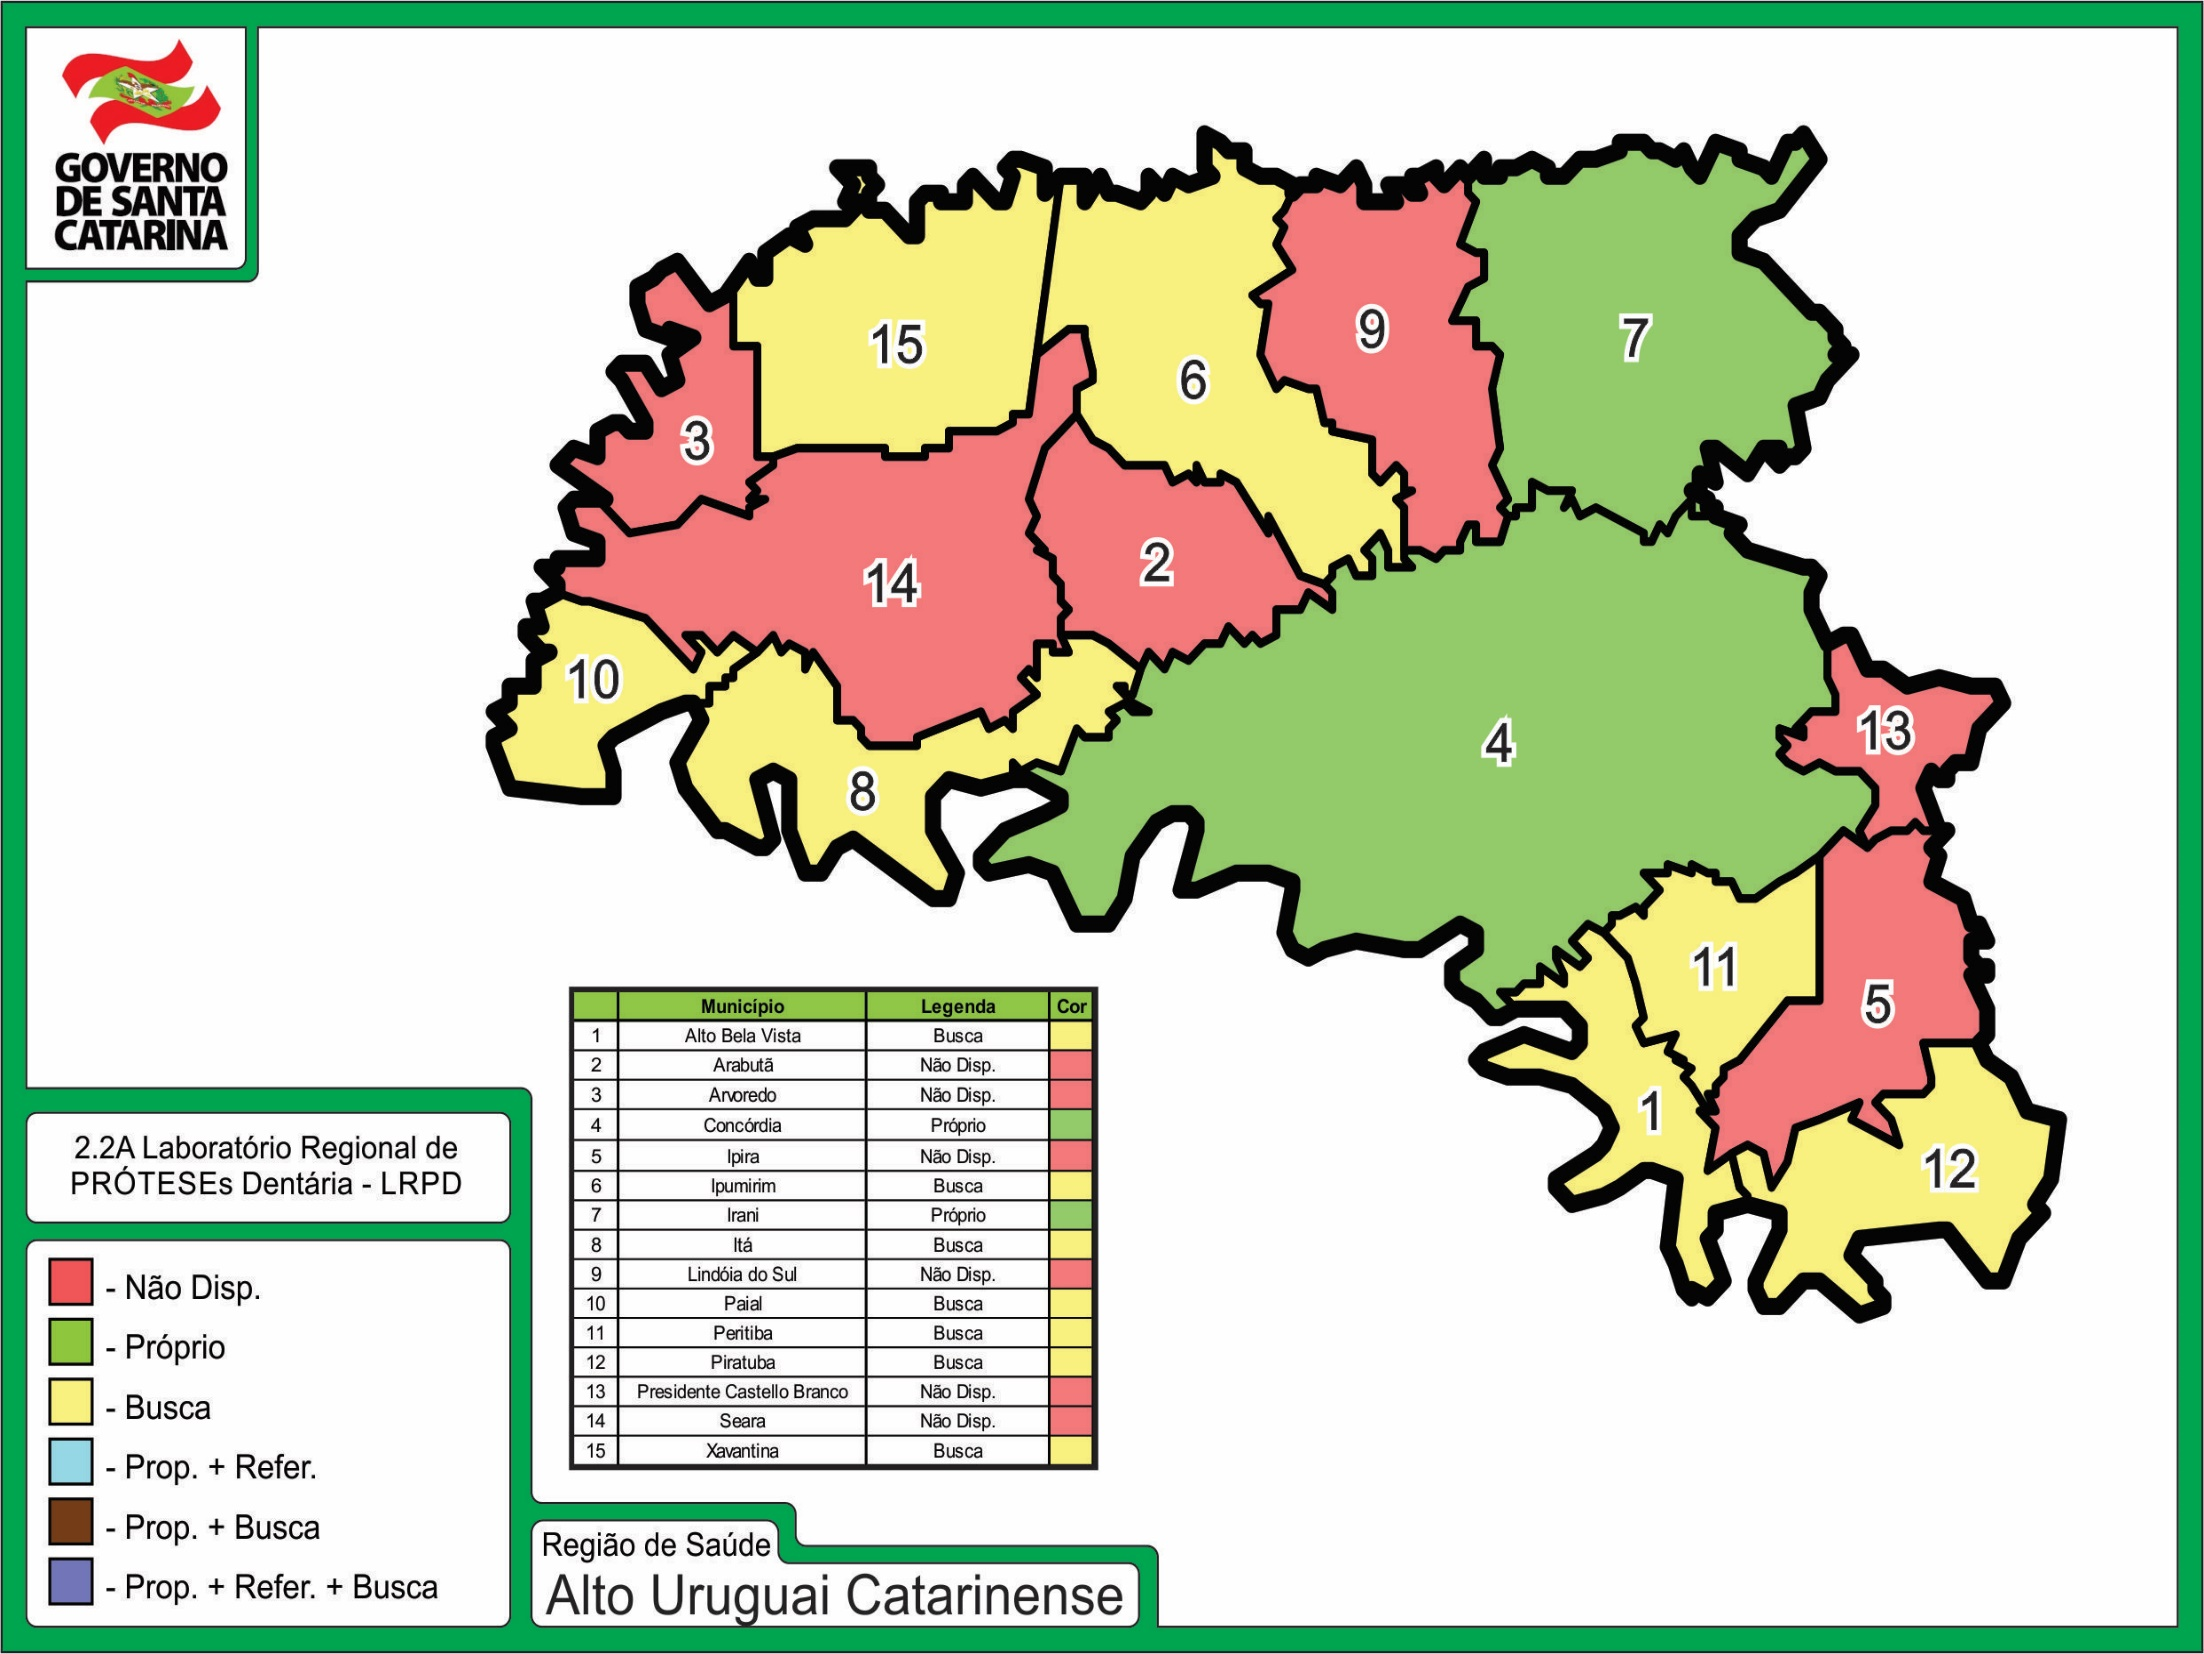 GOVERNO
DE SANTA
CATARINA
15
6
9
7
3
14
2
10
8
4
13
11
5
1
12
Município Legenda Cor
1 Alto Bela Vista Busca
2 Arabutã Não Disp.
3 Arvoredo Não Disp.
4 Concórdia Próprio
5 Ipira Não Disp.
6 Ipumirim Busca
7 Irani Próprio
8 Itá Busca
9 Lindóia do Sul Não Disp.
10 Paial Busca
11 Peritiba Busca
12 Piratuba Busca
13 Presidente Castello Branco Não Disp.
14 Seara Não Disp.
15 Xavantina Busca
2.2A Laboratório Regional de
PRÓTESEs Dentária - LRPD
- Não Disp.
- Próprio
- Busca
- Prop. + Refer.
- Prop. + Busca
- Prop. + Refer. + Busca
Região de Saúde
Alto Uruguai Catarinense